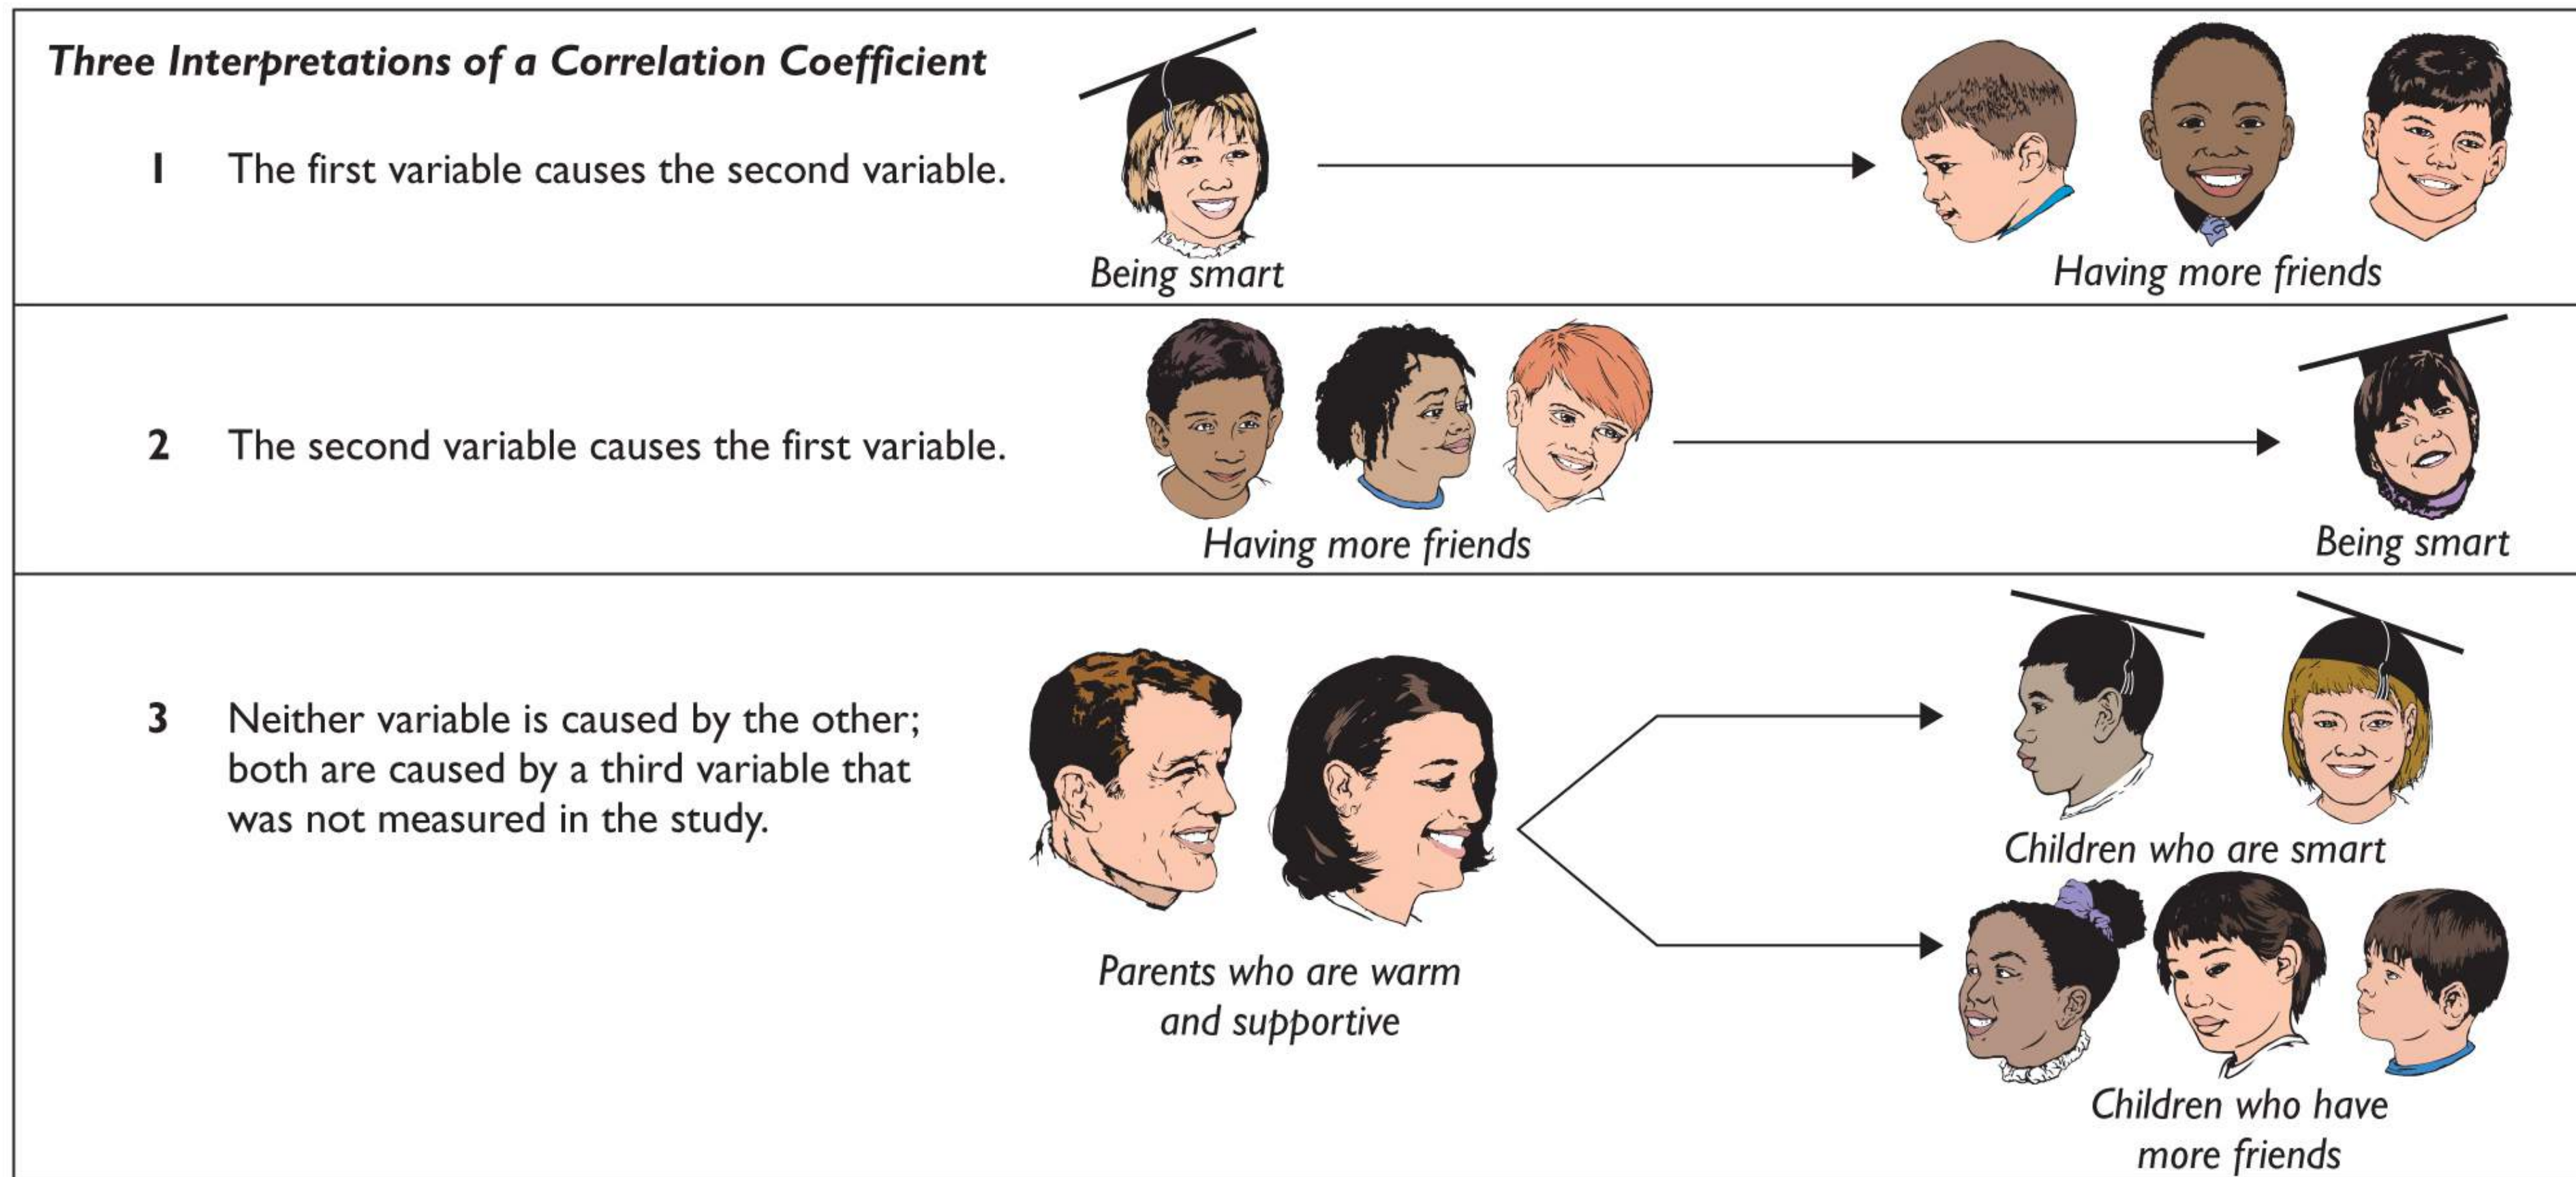 Three Interpretations of a Correlation Coefficient
1 The first variable causes the second variable.
Being smart
Having more friends
2 The second variable causes the first variable.
Having more friends
Being smart
3 Neither variable is caused by the other;
both are caused by a third variable that
was not measured in the study.
Parents who are warm
and supportive
Children who are smart
Children who have
more friends